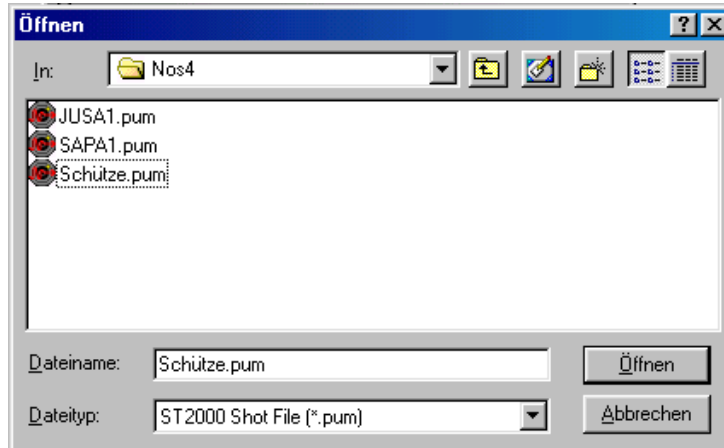 Öffnen
In: Nos4
JUSA1.pum
SAPA1.pum
Schütze.pum
Dateiname: Schütze.pum Öffnen
Dateityp: ST2000 Shot File (*.pum) Abbrechen